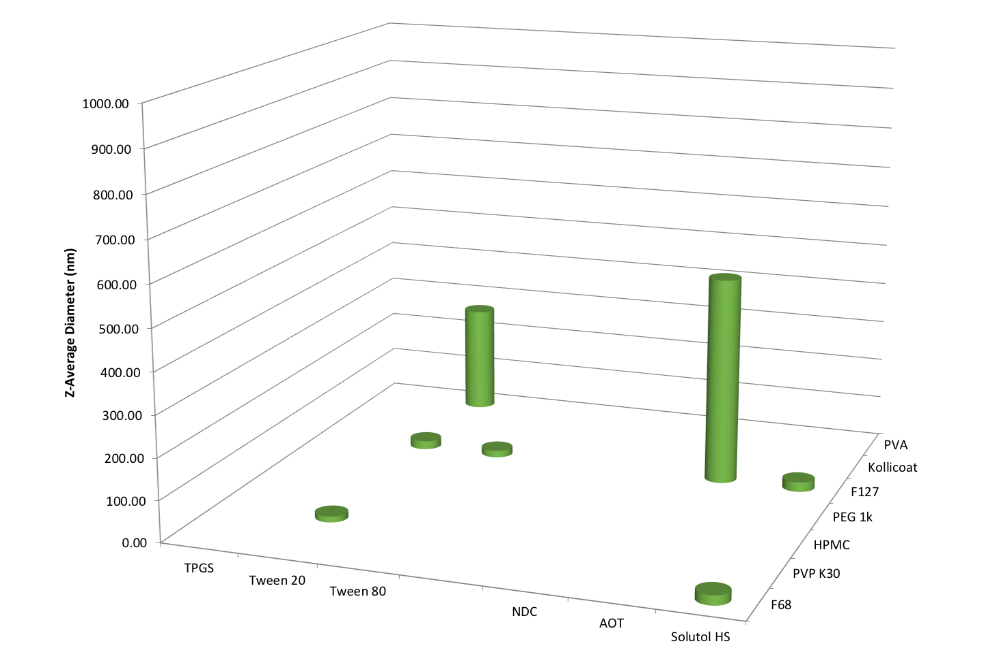 1000.00
900.00
800.00
700.00
600.00
500.00
400.00
300.00
200.00
100.00
0.00
Z-Average Diameter (nm)
TPGS
Tween 20
Tween 80
NDC
AOT
Solutol HS
PVA
Kollicoat
F127
PEG 1k
HPMC
PVP K30
F68